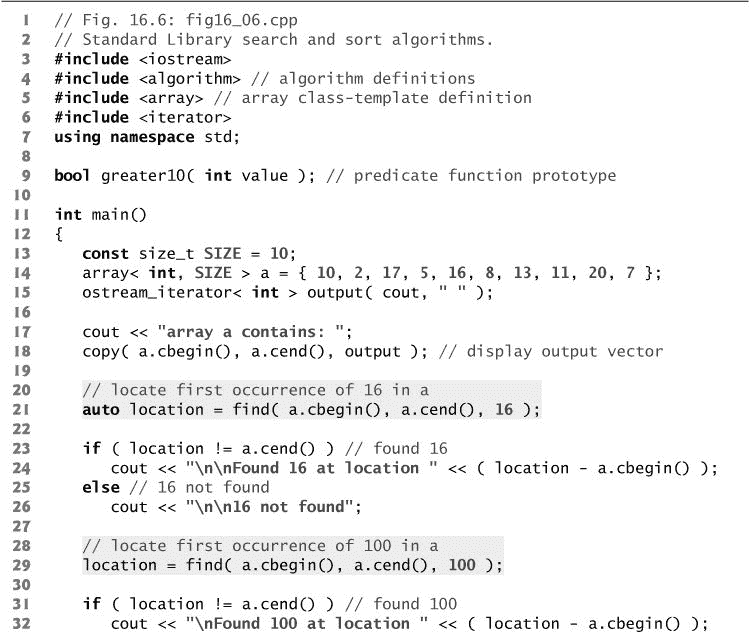 1 // Fig. 16.6: fig16_06.cpp
2 // Standard Library search and sort algorithms.
3 #include <iostream>
4 #include <algorithm> // algorithm definitions
5 #include <array> // array class-template definition
6 #include <iterator>
7 using namespace std;
8
9 bool greater10( int value ); // predicate function prototype
10
11 int main()
12 {
13 const size_t SIZE = 10;
14 array< int, SIZE > a = { 10, 2, 17, 5, 16, 8, 13, 11, 20, 7 };
15 ostream_iterator< int > output( cout, " " );
16
17 cout << "array a contains: ";
18 copy( a.cbegin(), a.cend(), output ); // display output vector
19
20 // locate first occurrence of 16 in a
21 auto location = find( a.cbegin(), a.cend(), 16 );
22
23 if ( location != a.cend() ) // found 16
24 cout << "\n\nFound 16 at location " << ( location - a.cbegin() );
25 else // 16 not found
26 cout << "\n\n16 not found";
27
28 // locate first occurrence of 100 in a
29 location = find( a.cbegin(), a.cend(), 100 );
30
31 if ( location != a.cend() ) // found 100
32 cout << "\nFound 100 at location " << ( location - a.cbegin() );